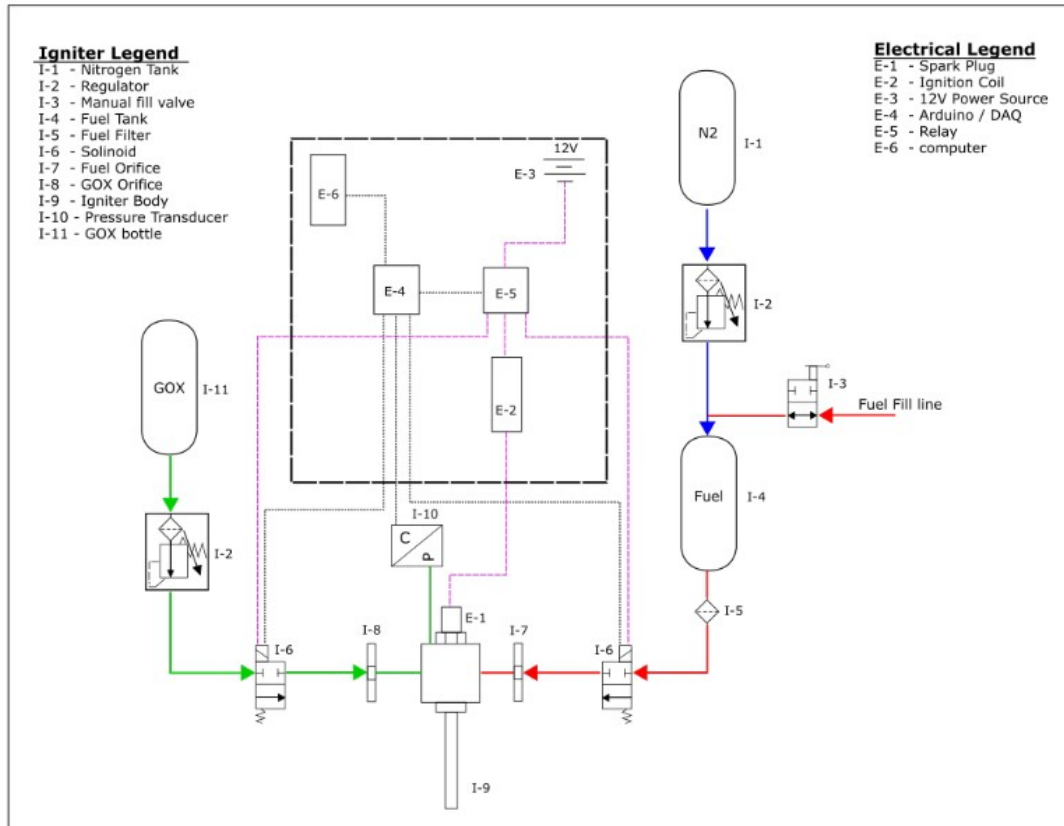 Igniter Legend
I-1 - Nitrogen Tank
I-2 - Regulator
I-3 - Manual fill valve
I-4 - Fuel Tank
I-5 - Fuel Filter
I-6 - Solinoid
I-7 - Fuel Orifice
I-8 - GOX Orifice
I-9 - Igniter Body
I-10 - Pressure Transducer
I-11 - GOX bottle
Electrical Legend
E-1 - Spark Plug
E-2 - Ignition Coil
E-3 - 12V Power Source
E-4 - Arduino / DAQ
E-5 - Relay
E-6 - computer
N2
I-1
12V
E-3
E-6
E-4
E-5
I-2
GOX
I-11
E-2
I-3
Fuel Fill line
Fuel
I-4
I-10
C
P
I-2
I-5
E-1
I-6
I-8
I-7
I-6
I-9